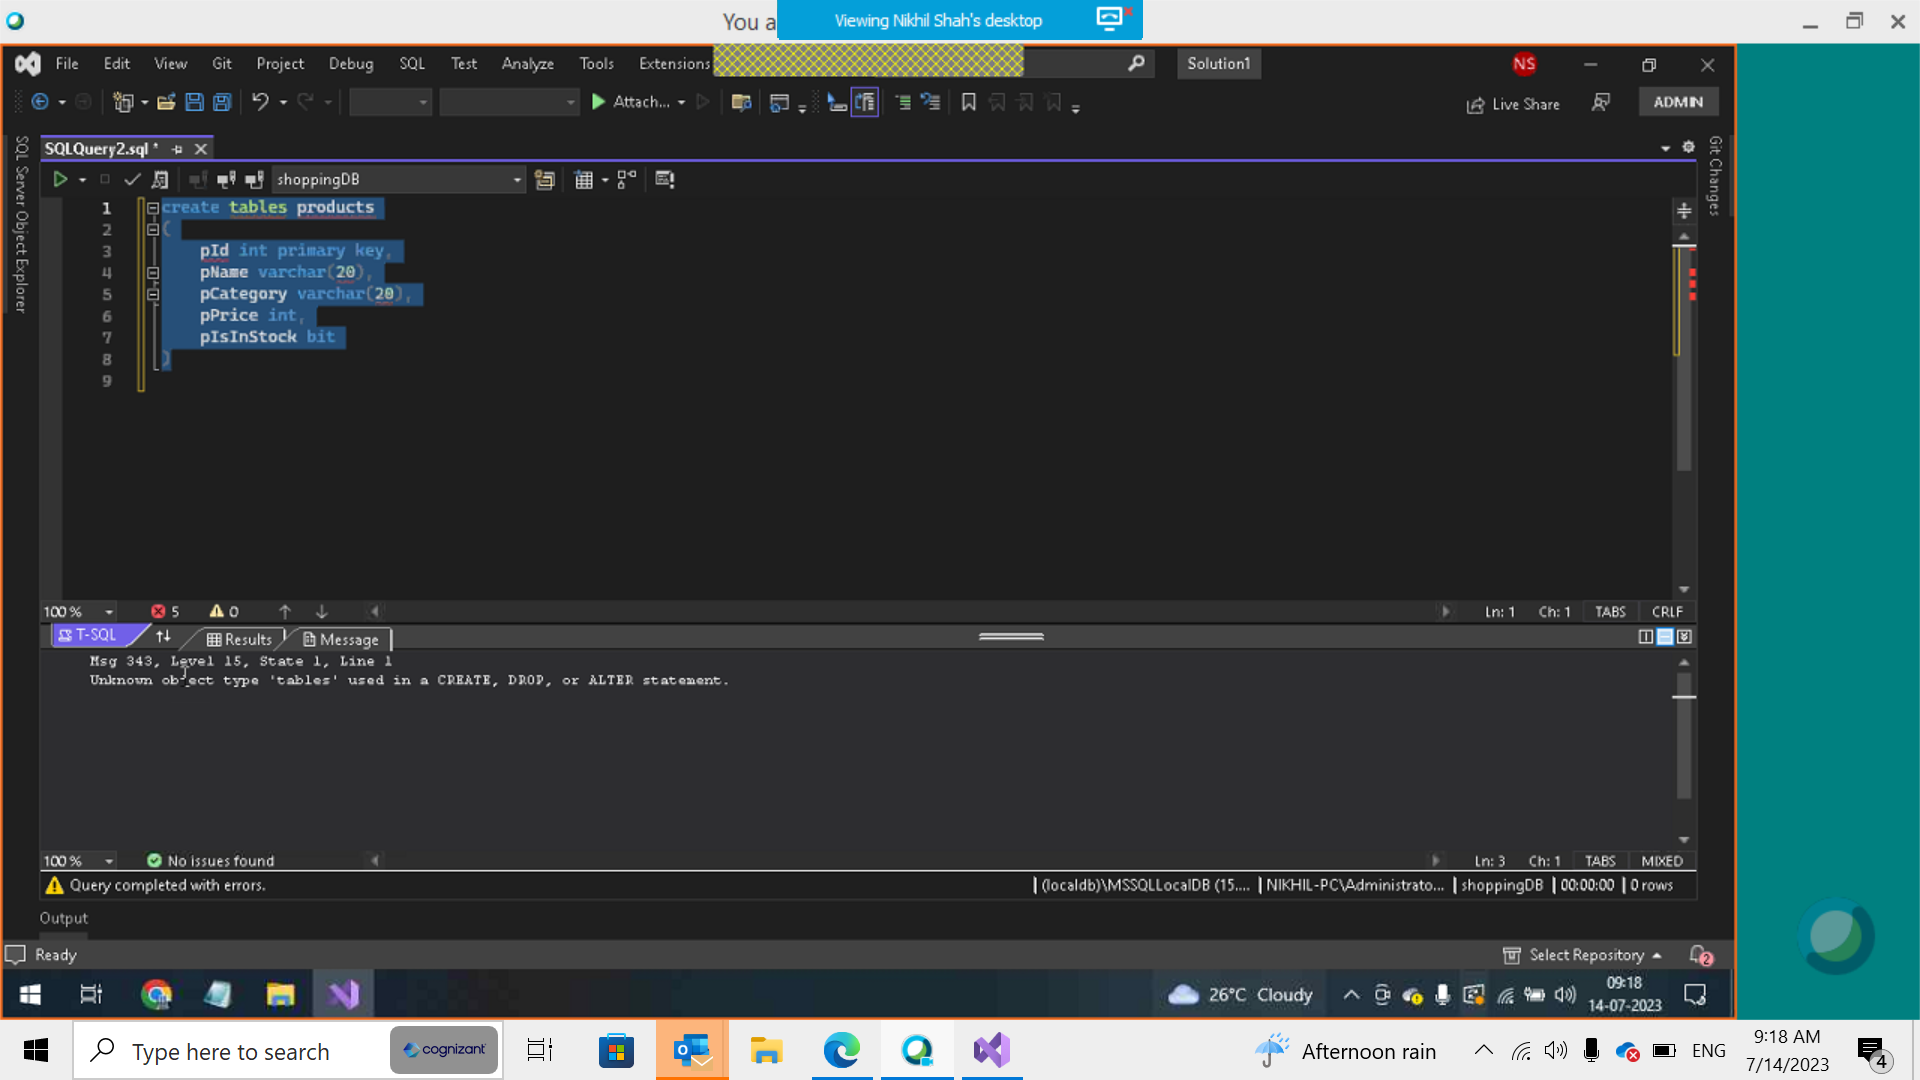 You a
Viewing Nikhil Shah's desktop
File Edit View Git Project Debug SQL Test Analyze Tools Extensions
Solution1
NS
Attach...
Live Share
ADMIN
SQL Server Object Explorer
SQLQuery2.sql *
Git Changes
shoppingDB
1 create tables products
2 (
3 pId int primary key,
4 pName varchar(20),
5 pCategory varchar(20),
6 pPrice int,
7 pIsInStock bit
8 )
9
100 % 5 0 Ln: 1 Ch: 1 TABS CRLF
T-SQL Results Message
Msg 343, Level 15, State 1, Line 1
Unknown object type 'tables' used in a CREATE, DROP, or ALTER statement.
100 % No issues found Ln: 3 Ch: 1 TABS MIXED
Query completed with errors. (localdb)\MSSQLLocalDB (15.... NIKHIL-PC\Administrato... shoppingDB 00:00:00 0 rows
Output
Ready
Select Repository
2
26°C Cloudy
09:18
14-07-2023
Type here to search
cognizant
Afternoon rain
ENG
9:18 AM
7/14/2023
4